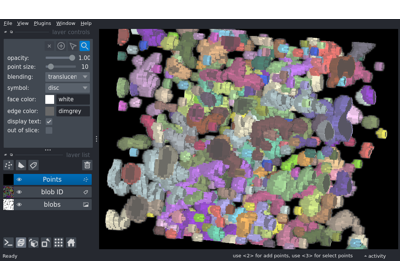 File View Plugins Window Help
layer controls
opacity: 1.00
point size: 10
blending: translucen
symbol: disc
face color: white
edge color: dimgrey
display text:
out of slice:
layer list
Points
blob ID
blobs
Ready
use <2> for add points, use <3> for select points
activity